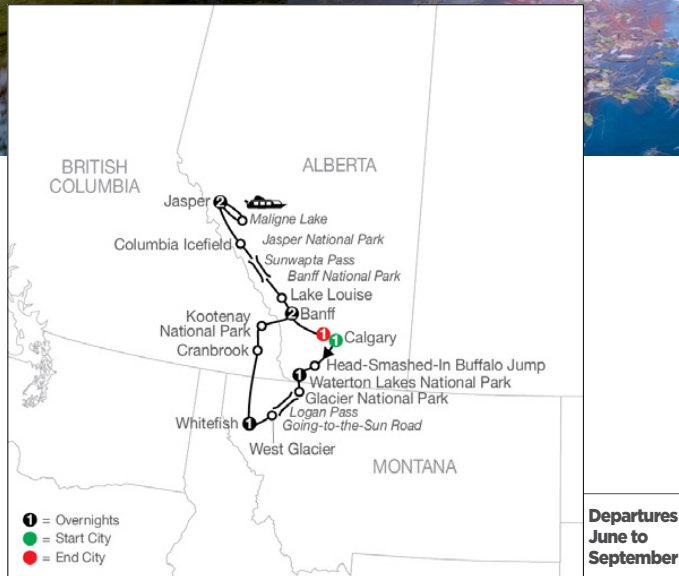 BRITISH
COLUMBIA
ALBERTA
Jasper 2
Maligne Lake
Columbia Icefield
Jasper National Park
Sunwapta Pass
Banff National Park
Lake Louise
2 Banff
Kootenay
National Park
1 1 Calgary
Cranbrook
Head-Smashed-In Buffalo Jump
1
Waterton Lakes National Park
Glacier National Park
Logan Pass
Whitefish 1
Going-to-the-Sun Road
West Glacier
MONTANA
1 = Overnights
= Start City
= End City
Departures
June to
September